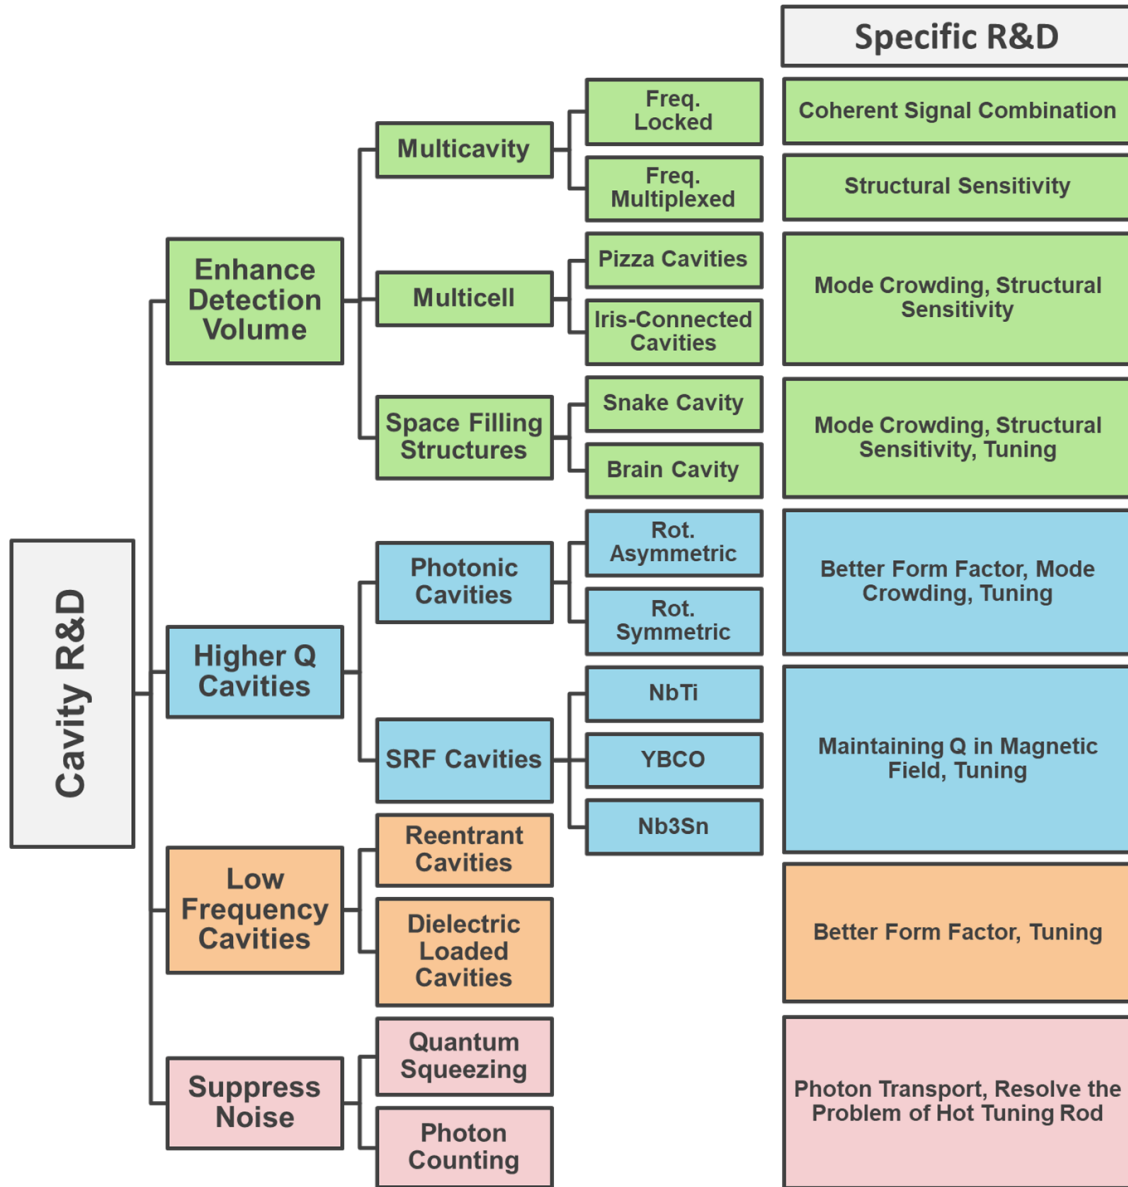 Specific R&D
Freq.
Locked
Coherent Signal Combination
Multicavity
Freq.
Multiplexed
Structural Sensitivity
Enhance
Detection
Volume
Pizza Cavities
Multicell
Iris-Connected
Cavities
Mode Crowding, Structural
Sensitivity
Space Filling
Structures
Snake Cavity
Brain Cavity
Mode Crowding, Structural
Sensitivity, Tuning
Cavity R&D
Higher Q
Cavities
Photonic
Cavities
Rot.
Asymmetric
Rot.
Symmetric
Better Form Factor, Mode
Crowding, Tuning
SRF Cavities
NbTi
YBCO
Nb3Sn
Maintaining Q in Magnetic
Field, Tuning
Low
Frequency
Cavities
Reentrant
Cavities
Dielectric
Loaded
Cavities
Better Form Factor, Tuning
Suppress
Noise
Quantum
Squeezing
Photon
Counting
Photon Transport, Resolve the
Problem of Hot Tuning Rod